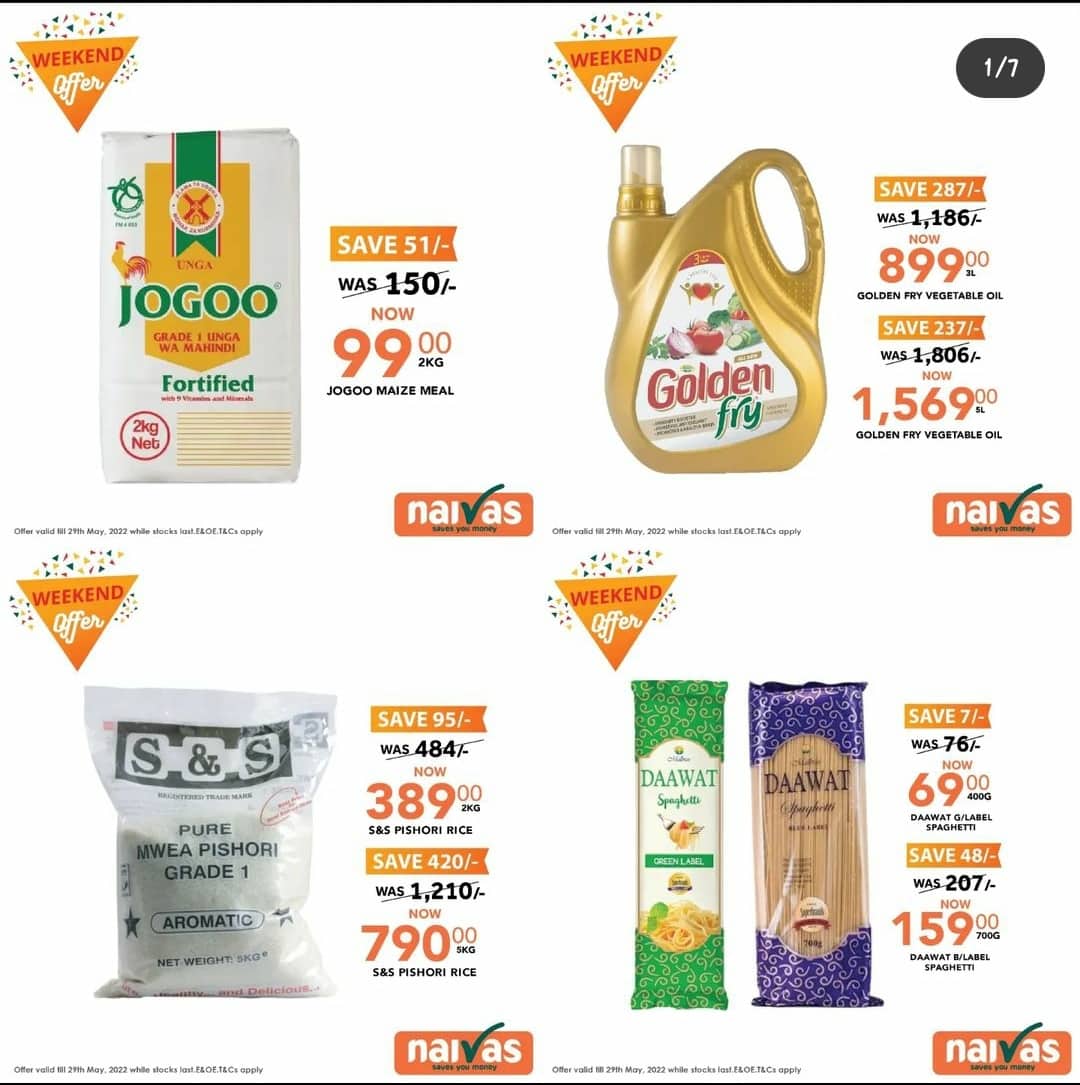 WEEKEND
Offer
ALAMA YA UBORA
UNGA
JOGOO
GRADE 1 UNGA
WA MAHINDI
Fortified
with 9 Vitamins and Minerals
2kg
Net
SAVE 51/-
WAS 150/-
NOW
99 00
2KG
JOGOO MAIZE MEAL
Offer valid till 29th May, 2022 while stocks last.E&OE.T&Cs apply
naivas
saves you money
WEEKEND
Offer
1/7
Golden
fry
SAVE 287/-
WAS 1,186/-
NOW
899 00
3L
GOLDEN FRY VEGETABLE OIL
SAVE 237/-
WAS 1,806/-
NOW
1,569 00
5L
GOLDEN FRY VEGETABLE OIL
Offer valid till 29th May, 2022 while stocks last.E&OE.T&Cs apply
naivas
saves you money
WEEKEND
Offer
S&S
REGISTERED TRADE MARK
PURE
MWEA PISHORI
GRADE 1
AROMATIC
NET WEIGHT: 5KG e
Healthy... and Delicious...
SAVE 95/-
WAS 484/-
NOW
389 00
2KG
S&S PISHORI RICE
SAVE 420/-
WAS 1,210/-
NOW
790 00
5KG
S&S PISHORI RICE
Offer valid till 29th May, 2022 while stocks last.E&OE.T&Cs apply
naivas
saves you money
WEEKEND
Offer
DAAWAT
Spaghetti
GREEN LABEL
DAAWAT
Spaghetti
BLUE LABEL
700g
SAVE 7/-
WAS 76/-
NOW
69 00
400G
DAAWAT G/LABEL
SPAGHETTI
SAVE 48/-
WAS 207/-
NOW
159 00
700G
DAAWAT B/LABEL
SPAGHETTI
Offer valid till 29th May, 2022 while stocks last.E&OE.T&Cs apply
naivas
saves you money